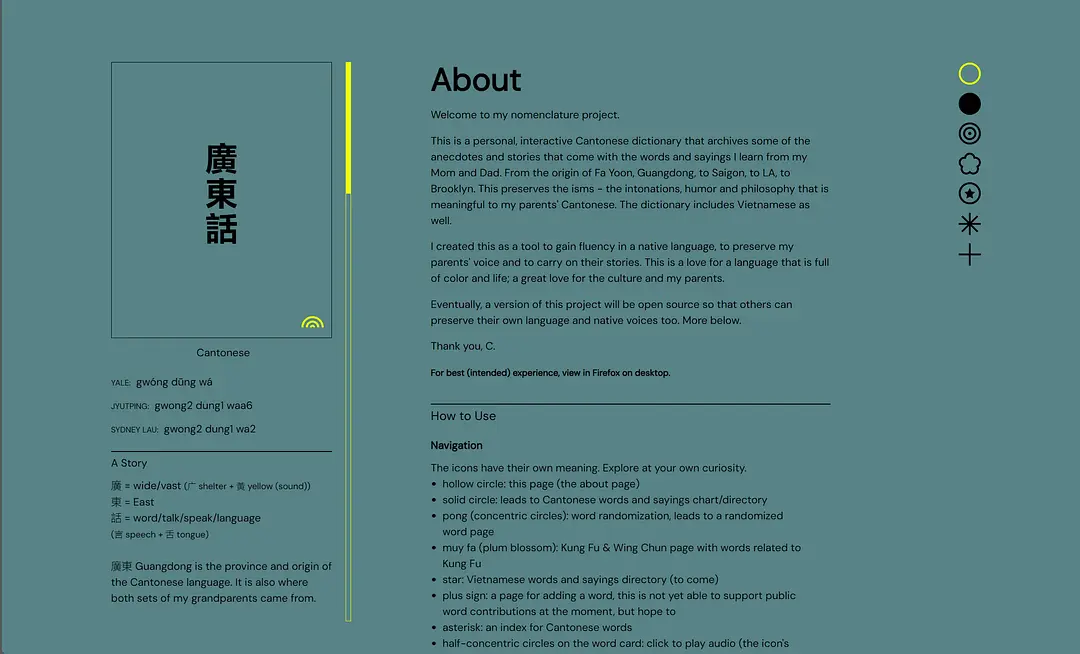 廣
東
話
Cantonese
YALE: gwóng dūng wá
JYUTPING: gwong2 dung1 waa6
SYDNEY LAU: gwong2 dung1 wa2
A Story
廣 = wide/vast (广 shelter + 黃 yellow (sound))
東 = East
話 = word/talk/speak/language
(言 speech + 舌 tongue)
廣東 Guangdong is the province and origin of
the Cantonese language. It is also where
both sets of my grandparents came from.
About
Welcome to my nomenclature project.
This is a personal, interactive Cantonese dictionary that archives some of the
anecdotes and stories that come with the words and sayings I learn from my
Mom and Dad. From the origin of Fa Yoon, Guangdong, to Saigon, to LA, to
Brooklyn. This preserves the isms - the intonations, humor and philosophy that is
meaningful to my parents' Cantonese. The dictionary includes Vietnamese as
well.
I created this as a tool to gain fluency in a native language, to preserve my
parents' voice and to carry on their stories. This is a love for a language that is full
of color and life; a great love for the culture and my parents.
Eventually, a version of this project will be open source so that others can
preserve their own language and native voices too. More below.
Thank you, C.
For best (intended) experience, view in Firefox on desktop.
How to Use
Navigation
The icons have their own meaning. Explore at your own curiosity.
• hollow circle: this page (the about page)
• solid circle: leads to Cantonese words and sayings chart/directory
• pong (concentric circles): word randomization, leads to a randomized
word page
• muy fa (plum blossom): Kung Fu & Wing Chun page with words related to
Kung Fu
• star: Vietnamese words and sayings directory (to come)
• plus sign: a page for adding a word, this is not yet able to support public
word contributions at the moment, but hope to
• asterisk: an index for Cantonese words
• half-concentric circles on the word card: click to play audio (the icon's